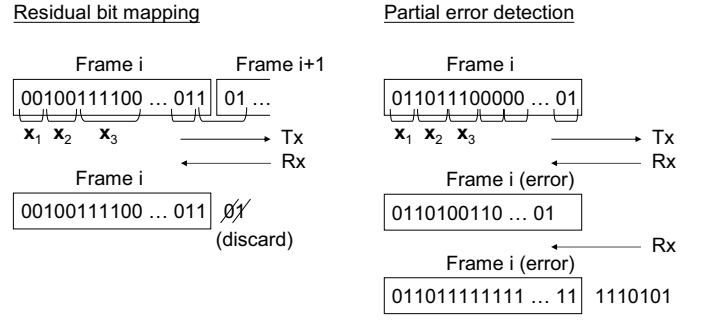 Residual bit mapping
Frame i Frame i+1
00100111100 … 011 01 …
x1 x2 x3
Tx
Rx
Frame i
00100111100 … 011 01
(discard)
Partial error detection
Frame i
011011100000 … 01
x1 x2 x3
Tx
Rx
Frame i (error)
0110100110 … 01
Rx
Frame i (error)
011011111111 … 11 1110101